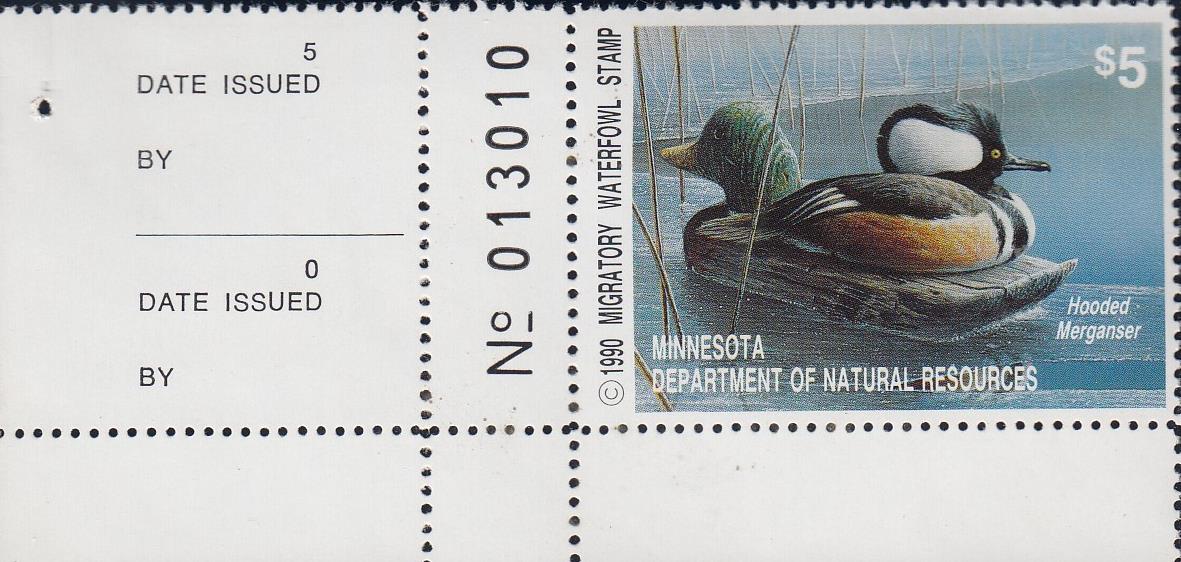 5
DATE ISSUED
BY
0
DATE ISSUED
BY
No 013010
©1990 MIGRATORY WATERFOWL STAMP
$5
Hooded
Merganser
MINNESOTA
DEPARTMENT OF NATURAL RESOURCES